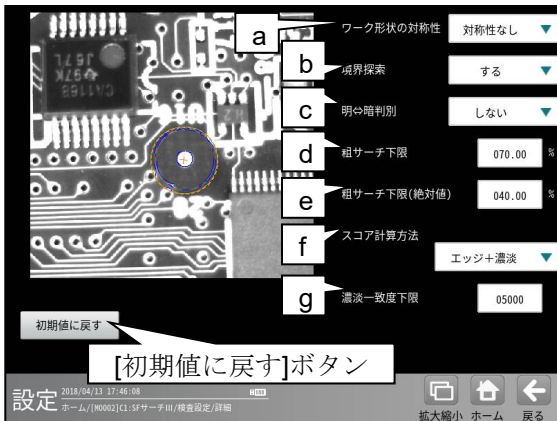 a
ワーク形状の対称性
対称性なし
b
境界探索
する
c
明⇔暗判別
しない
d
粗サーチ下限
070.00
%
e
粗サーチ下限(絶対値)
040.00
%
f
スコア計算方法
エッジ+濃淡
g
濃淡一致度下限
05000
初期値に戻す
[初期値に戻す]ボタン
設定
2018/04/13 17:46:08
ホーム/[M0002]C1:SFサーチIII/検査設定/詳細
拡大縮小
ホーム
戻る